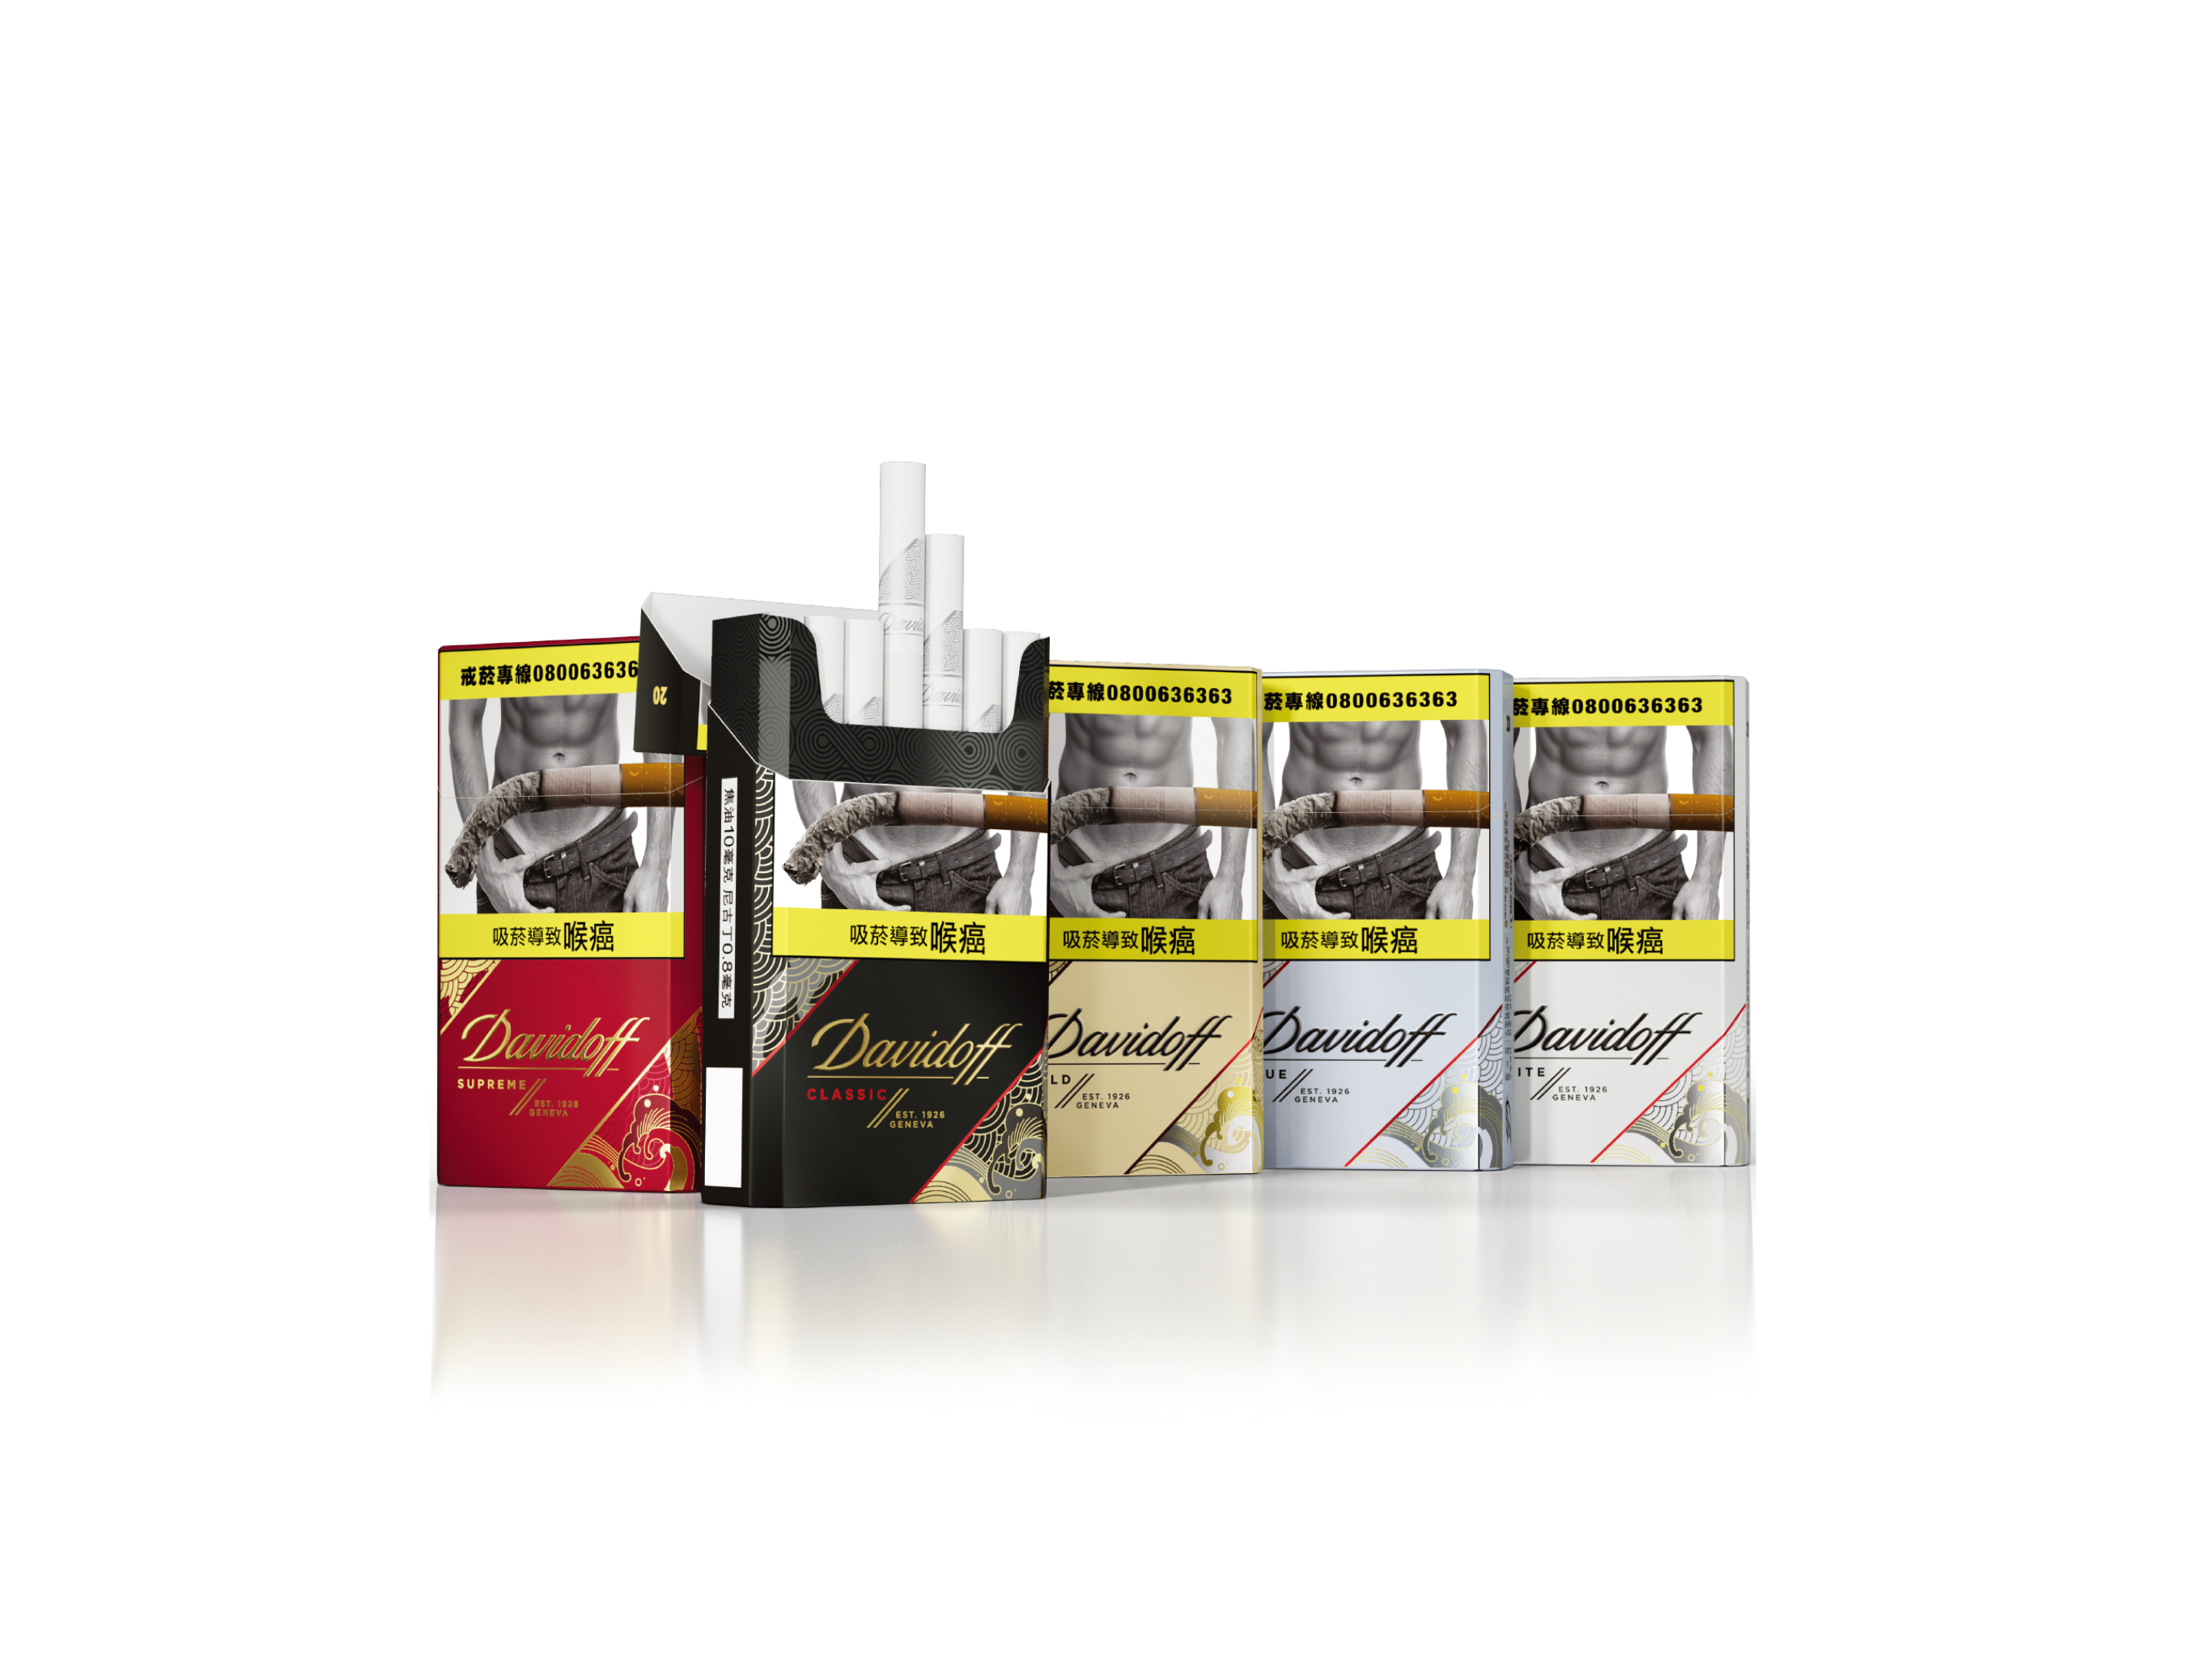 戒菸專線080063636
吸菸導致喉癌
Davidoff
SUPREME
EST. 1926
GENEVA
20
Davidoff
焦油10毫克 尼古丁0.8毫克
吸菸導致喉癌
Davidoff
CLASSIC
EST. 1926
GENEVA
菸專線0800636363
吸菸導致喉癌
Davidoff
LD
EST. 1926
GENEVA
菸專線0800636363
吸菸導致喉癌
Davidoff
UE
EST. 1926
GENEVA
菸專線0800636363
吸菸導致喉癌
Davidoff
ITE
EST. 1926
GENEVA